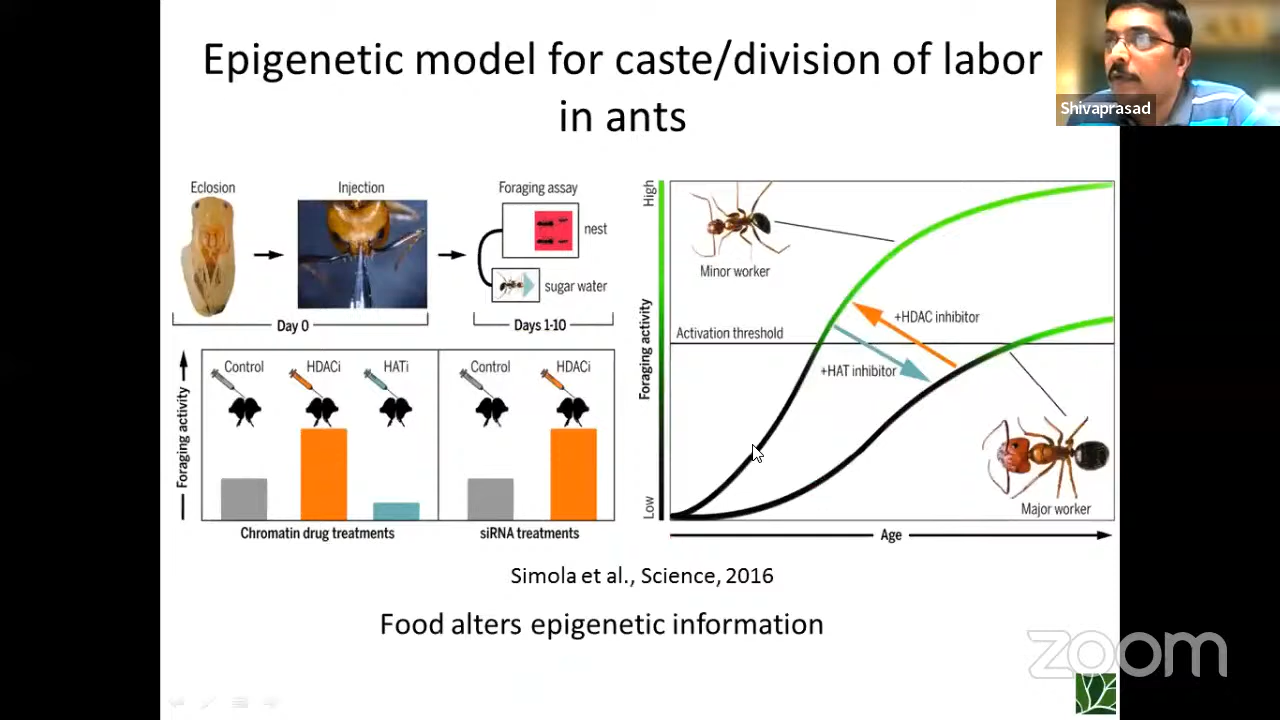 Epigenetic model for caste/division of labor
in ants
Shivaprasad
Eclosion
Injection
Foraging assay
nest
sugar water
Day 0
Days 1-10
Foraging activity
Control
HDACi
HATi
Control
HDACi
Chromatin drug treatments
siRNA treatments
High
Foraging activity
Low
Minor worker
Activation threshold
+HDAC inhibitor
+HAT inhibitor
Major worker
Age
Simola et al., Science, 2016
Food alters epigenetic information
zoom